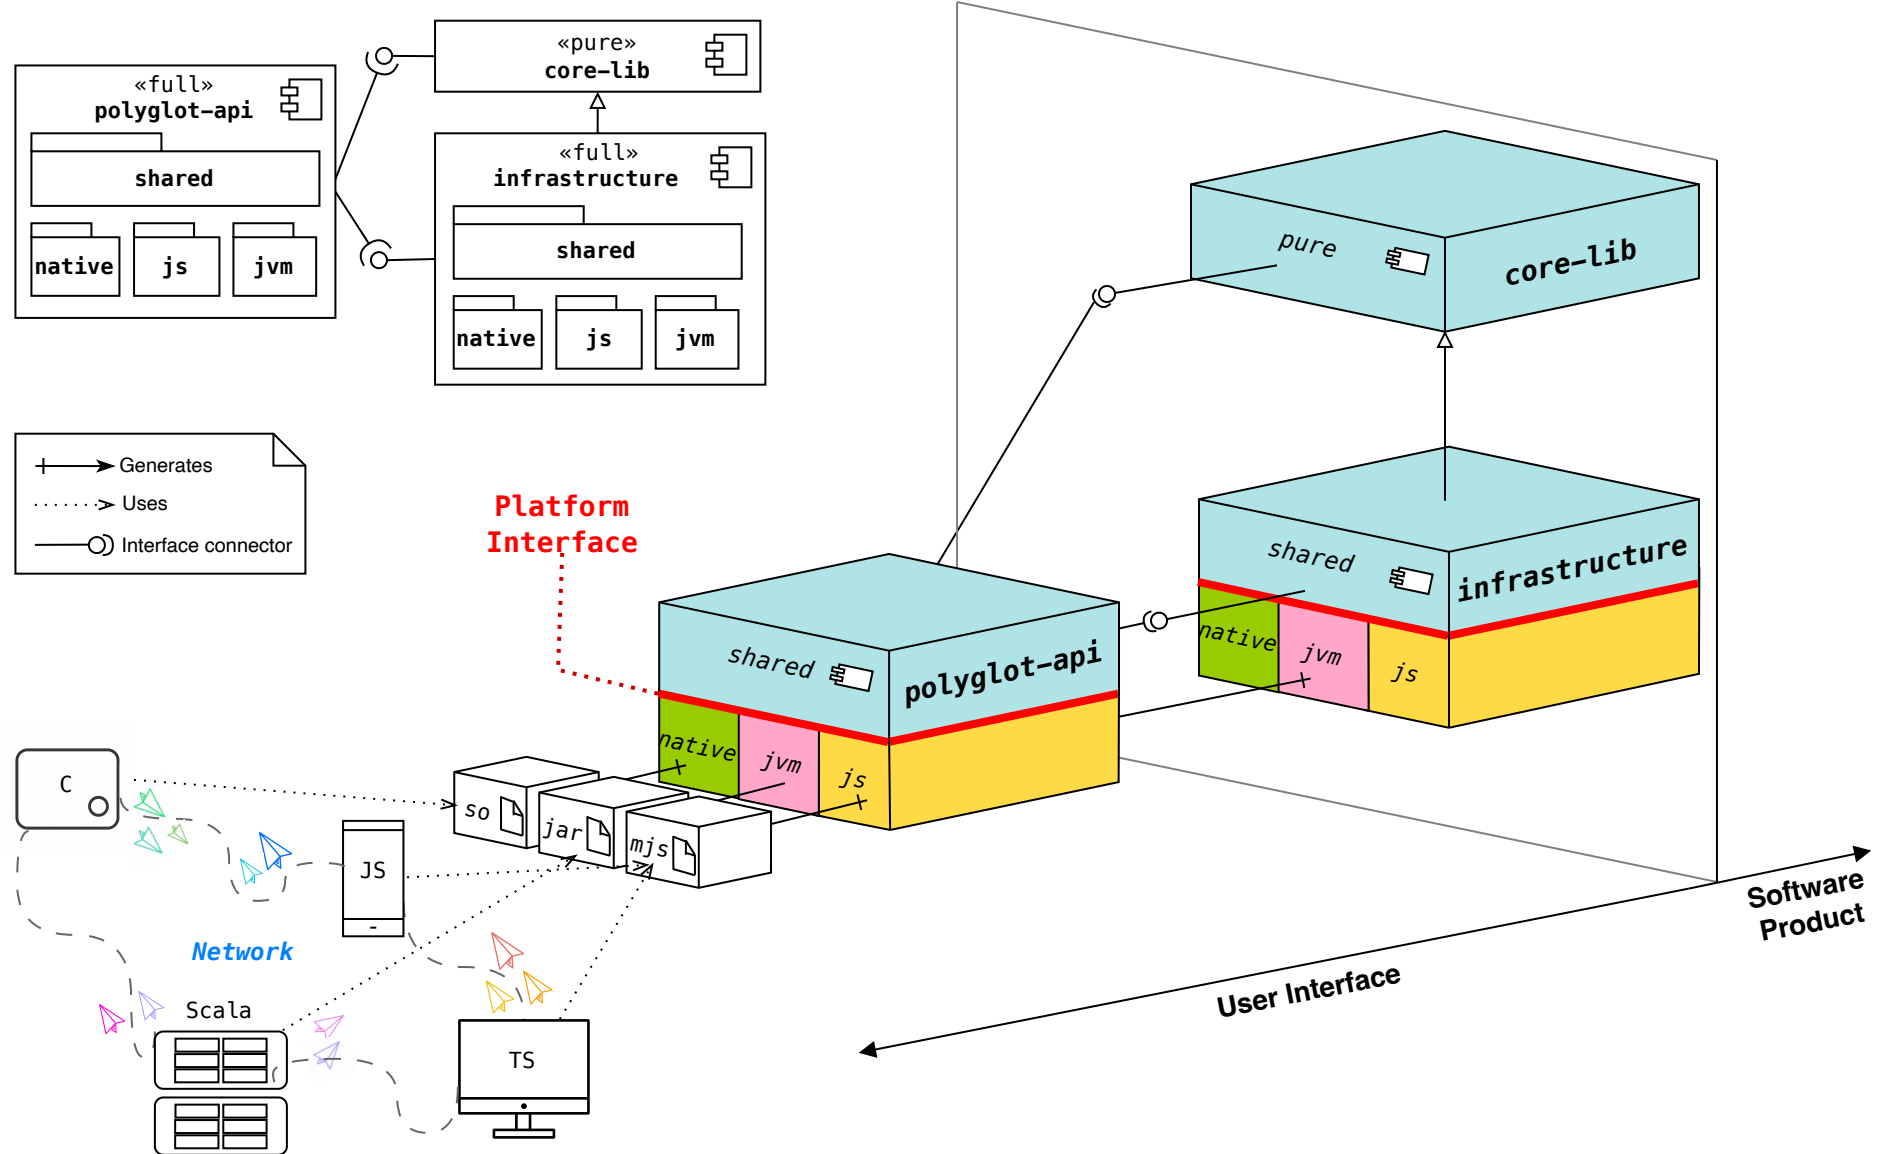 «full»
polyglot-api
shared
native
js
jvm
«pure»
core-lib
«full»
infrastructure
shared
native
js
jvm
Generates
Uses
Interface connector
Platform
Interface
pure
core-lib
shared
infrastructure
native
jvm
js
shared
polyglot-api
native
jvm
js
so
jar
mjs
C
JS
Network
Scala
TS
User Interface
Software
Product